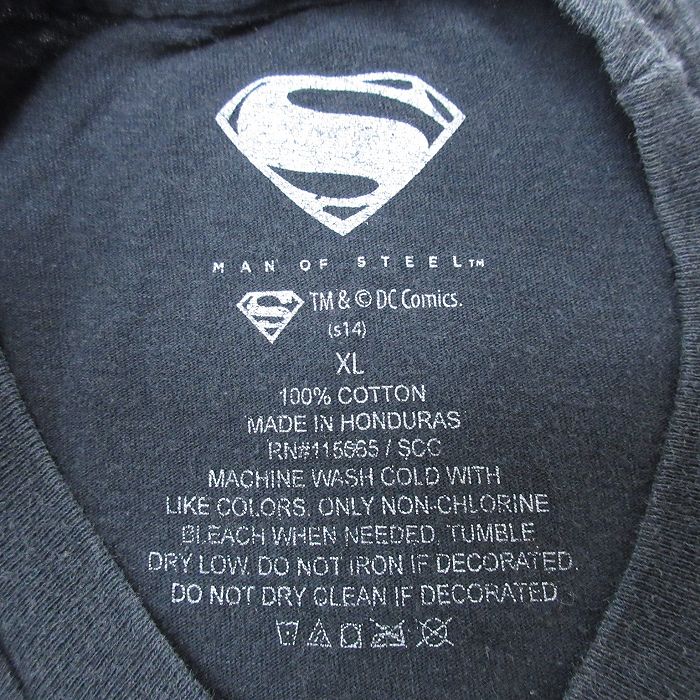 MAN OF STEEL™
TM & © DC Comics.
(s14)
XL
100% COTTON
MADE IN HONDURAS
RN#115665 / SCC
MACHINE WASH COLD WITH
LIKE COLORS. ONLY NON-CHLORINE
BLEACH WHEN NEEDED. TUMBLE
DRY LOW. DO NOT IRON IF DECORATED.
DO NOT DRY CLEAN IF DECORATED